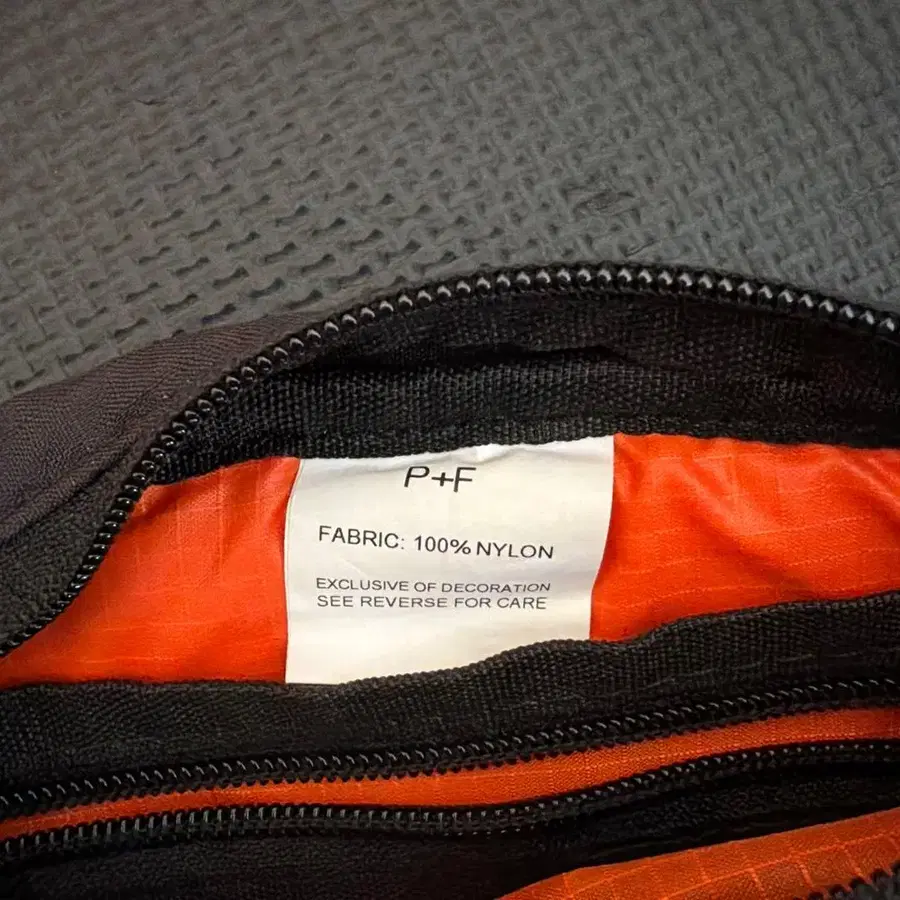 P+F
FABRIC: 100% NYLON
EXCLUSIVE OF DECORATION
SEE REVERSE FOR CARE